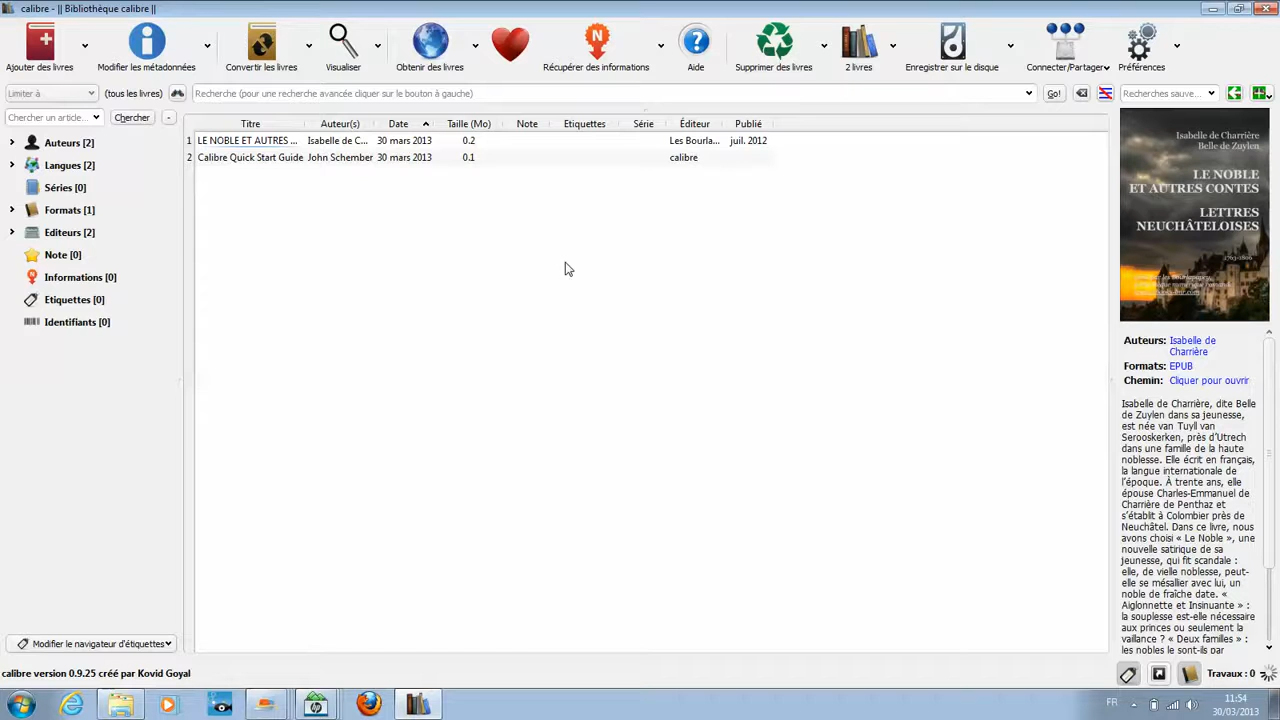 calibre - || Bibliothèque calibre ||
Ajouter des livres
Modifier les métadonnées
Convertir les livres
Visualiser
Obtenir des livres
N
Récupérer des informations
?
Aide
Supprimer des livres
2 livres
Enregistrer sur le disque
Connecter/Partager
Préférences
Limiter à
(tous les livres)
Recherche (pour une recherche avancée cliquer sur le bouton à gauche)
Go!
Recherches sauve...
Chercher un article
Chercher
-
Auteurs [2]
Langues [2]
Séries [0]
Formats [1]
Editeurs [2]
Note [0]
Informations [0]
Etiquettes [0]
Identifiants [0]
Titre Auteur(s) Date Taille (Mo) Note Etiquettes Série Éditeur Publié
1 LE NOBLE ET AUTRES ... Isabelle de C... 30 mars 2013 0.2 Les Bourla... juil. 2012
2 Calibre Quick Start Guide John Schember 30 mars 2013 0.1 calibre
Isabelle de Charrière
Belle de Zuylen
LE NOBLE
ET AUTRES CONTES
LETTRES
NEUCHÂTELOISES
1763-1806
Auteurs: Isabelle de
Charrière
Formats: EPUB
Chemin: Cliquer pour ouvrir
Isabelle de Charrière, dite Belle
de Zuylen dans sa jeunesse,
est née van Tuyll van
Serooskerken, près d'Utrech
dans une famille de la haute
noblesse. Elle écrit en français,
la langue internationale de
l'époque. À trente ans, elle
épouse Charles-Emmanuel de
Charrière de Penthaz et
s'établit à Colombier près de
Neuchâtel. Dans ce livre, nous
avons choisi « Le Noble », une
nouvelle satirique de sa
jeunesse, qui fit scandale :
elle, de vielle noblesse, peut-
elle se mésallier avec lui, un
noble de fraîche date. «
Aiglonnette et Insinuante » :
la souplesse est-elle nécessaire
aux princes ou seulement la
vaillance ? « Deux familles » :
les nobles le sont-ils par
Modifier le navigateur d'étiquettes
calibre version 0.9.25 créé par Kovid Goyal
Travaux : 0
FR
11:54
30/03/2013